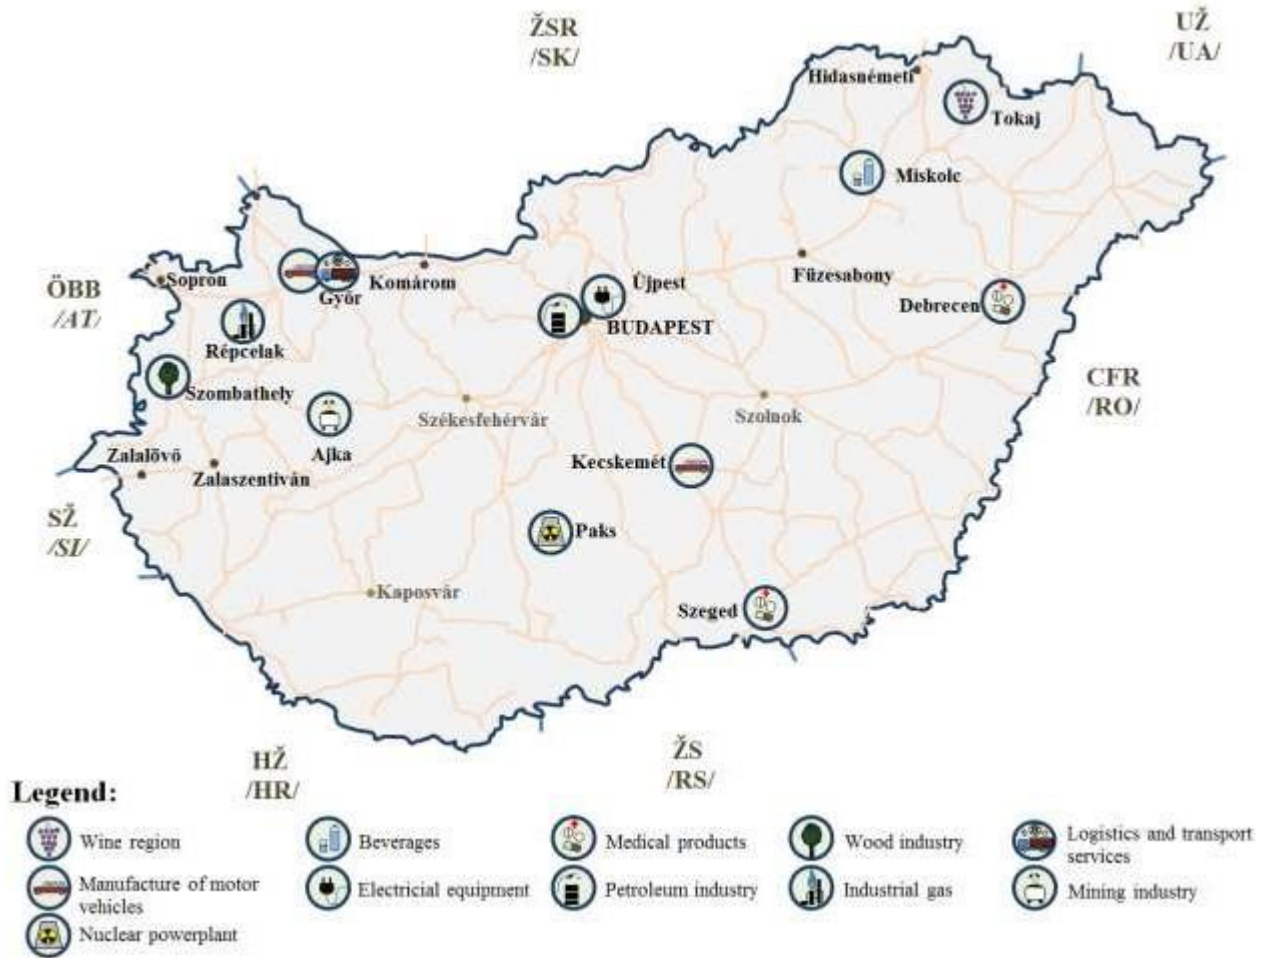 ŽSR
/SK/
UŽ
/UA/
Hidasnémeti
Tokaj
Miskolc
Sopron
ÖBB
/AT/
Győr
Komárom
Újpest
BUDAPEST
Füzesabony
Debrecen
Répcelak
Szombathely
CFR
/RO/
Székesfehérvár
Szolnok
Ajka
Zalalövő
Zalaszentiván
Kecskemét
SŽ
/SI/
Paks
Kaposvár
Szeged
HŽ
/HR/
ŽS
/RS/
Legend:
Wine region
Beverages
Medical products
Wood industry
Logistics and transport
services
Manufacture of motor
vehicles
Electricial equipment
Petroleum industry
Industrial gas
Mining industry
Nuclear powerplant